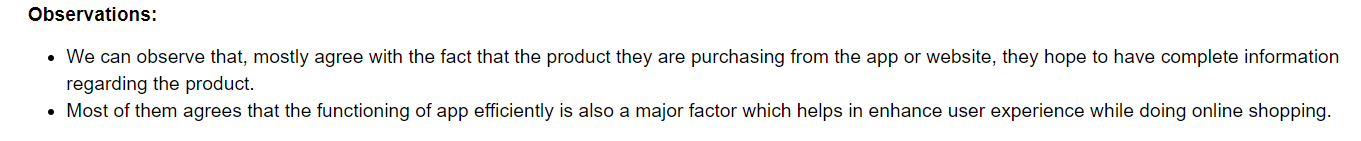 Observations:
• We can observe that, mostly agree with the fact that the product they are purchasing from the app or website, they hope to have complete information
regarding the product.
• Most of them agrees that the functioning of app efficiently is also a major factor which helps in enhance user experience while doing online shopping.